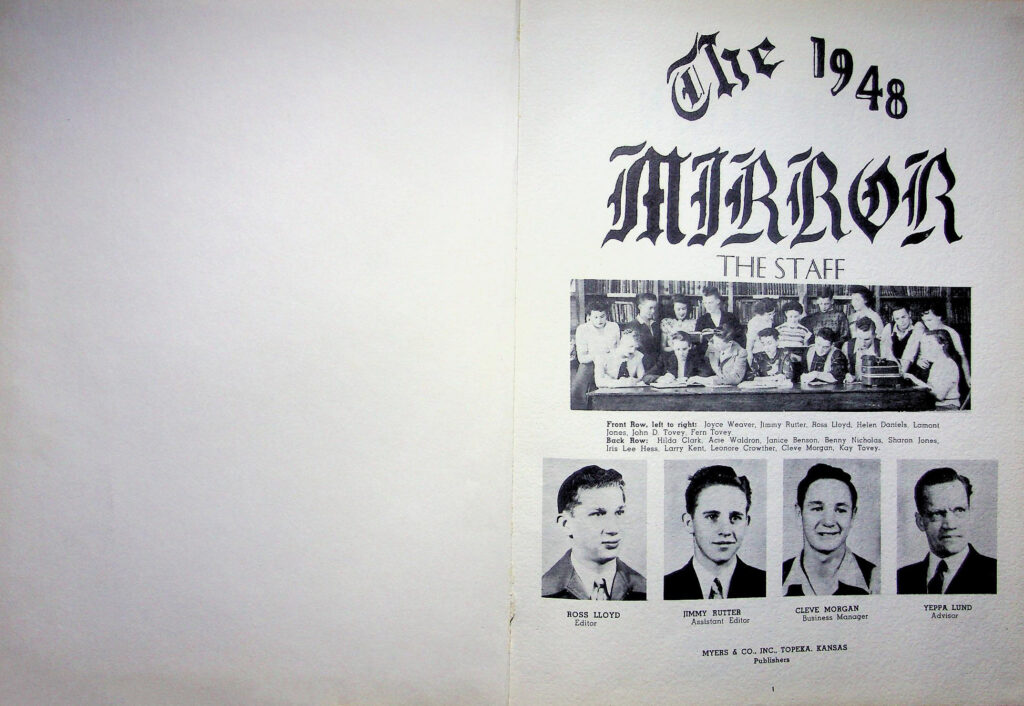 The 1948
MIRROR
THE STAFF
Front Row, left to right: Joyce Weaver, Jimmy Rutter, Ross Lloyd, Helen Daniels, Lamont
Jones, John D. Tovey, Fern Tovey.
Back Row: Hilda Clark, Acie Waldron, Janice Benson, Benny Nicholas, Sharon Jones,
Iris Lee Hess, Larry Kent, Leonore Crowther, Cleve Morgan, Kay Tovey.
ROSS LLOYD
Editor
JIMMY RUTTER
Assistant Editor
CLEVE MORGAN
Business Manager
YEPPA LUND
Advisor
MYERS & CO., INC., TOPEKA, KANSAS
Publishers
1